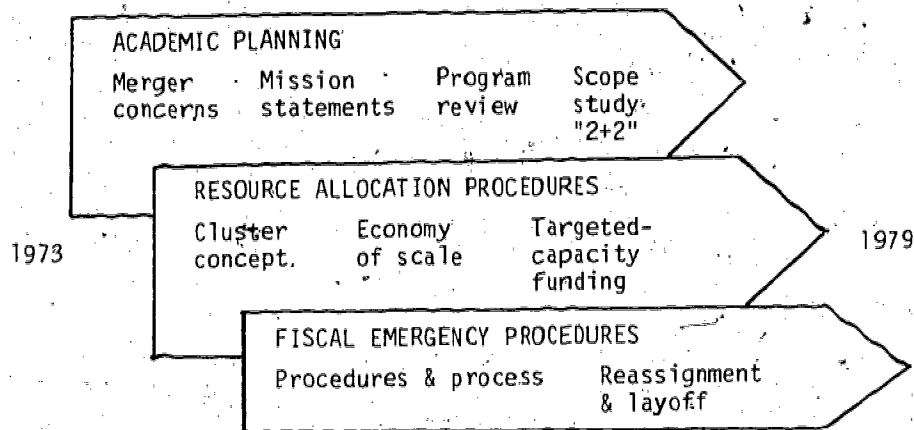 ACADEMIC PLANNING
Merger Mission Program Scope
concerns statements review study
"2+2"
RESOURCE ALLOCATION PROCEDURES
Cluster Economy Targeted-
concept. of scale capacity
funding
1973
1979
FISCAL EMERGENCY PROCEDURES
Procedures & process Reassignment
& layoff